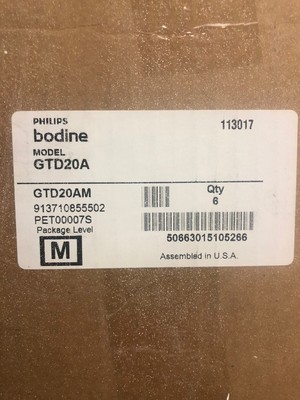 PHILIPS
bodine
113017
MODEL
GTD20A
GTD20AM
Qty
6
913710855502
PET00007S
Package Level
M
50663015105266
Assembled in U.S.A.